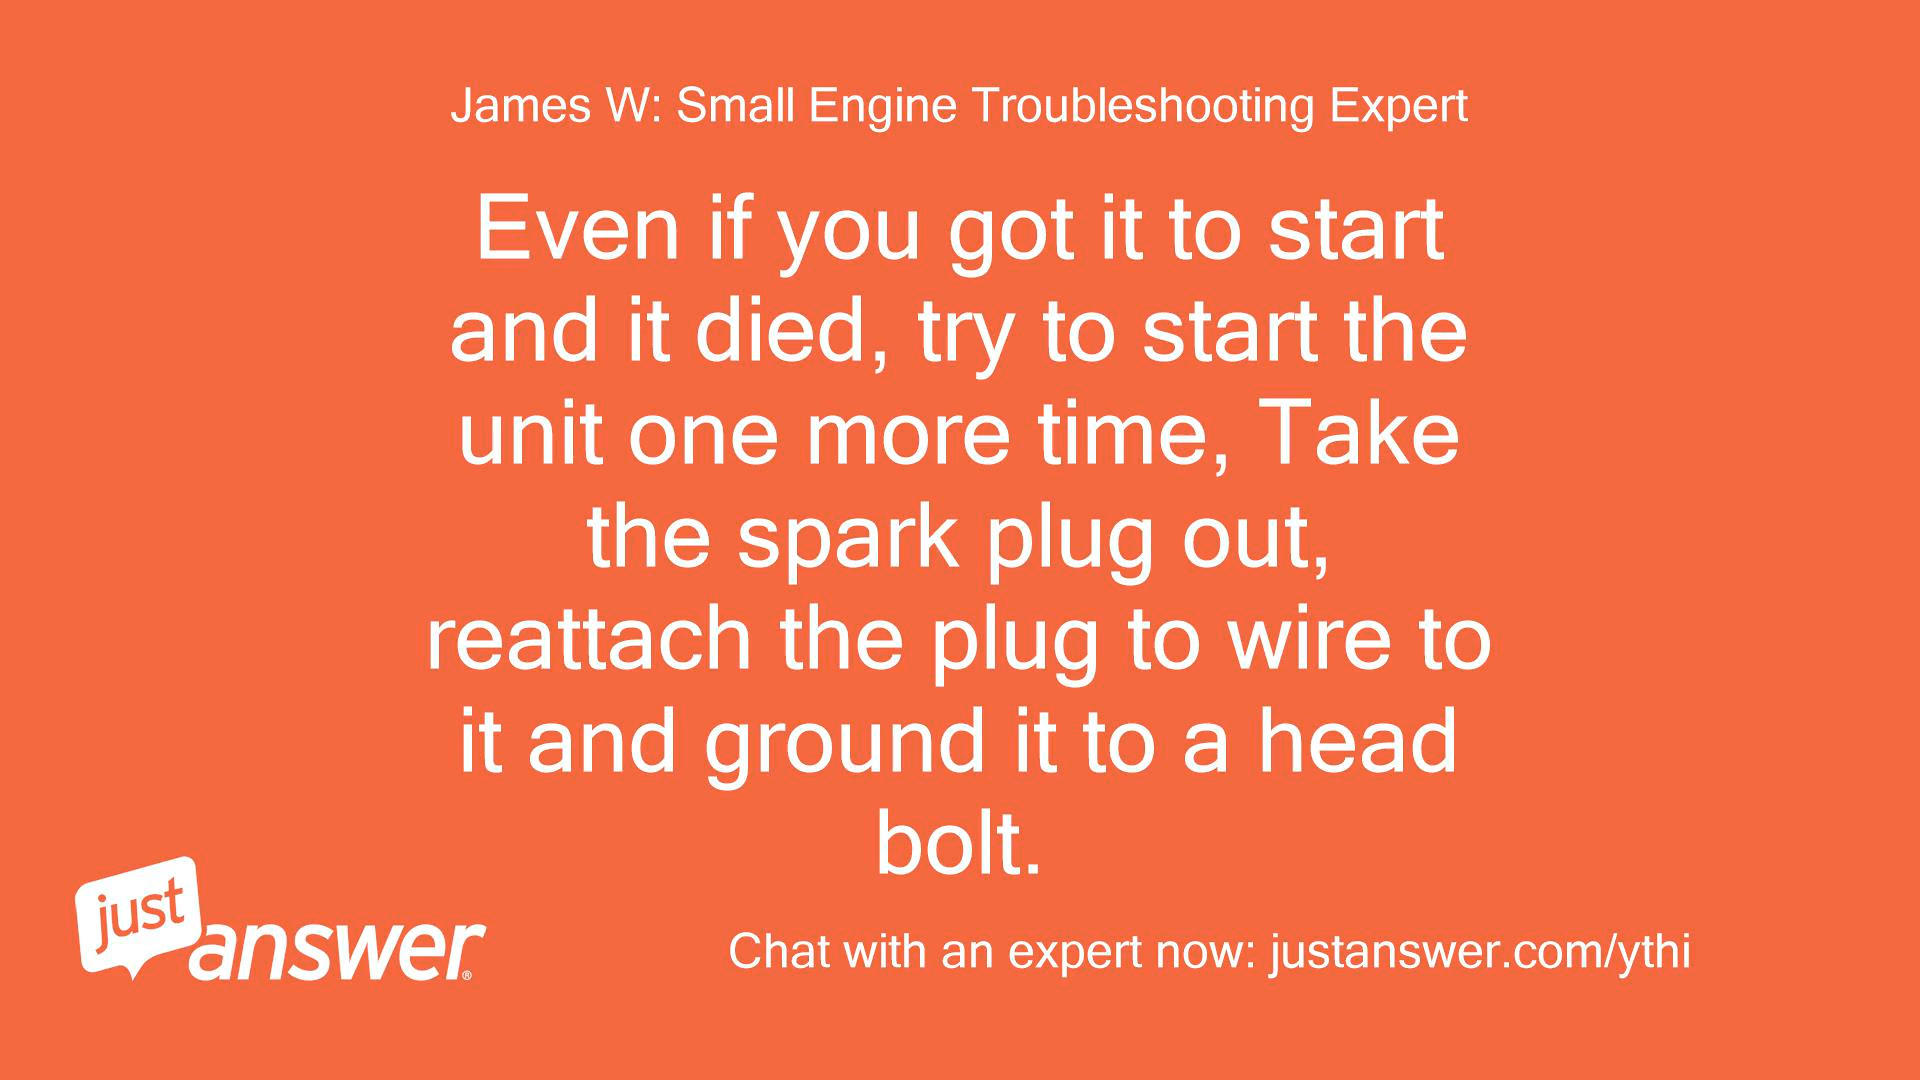 James W: Small Engine Troubleshooting Expert
Even if you got it to start
and it died, try to start the
unit one more time, Take
the spark plug out,
reattach the plug to wire to
it and ground it to a head
bolt.
just
answer®
Chat with an expert now: justanswer.com/ythi